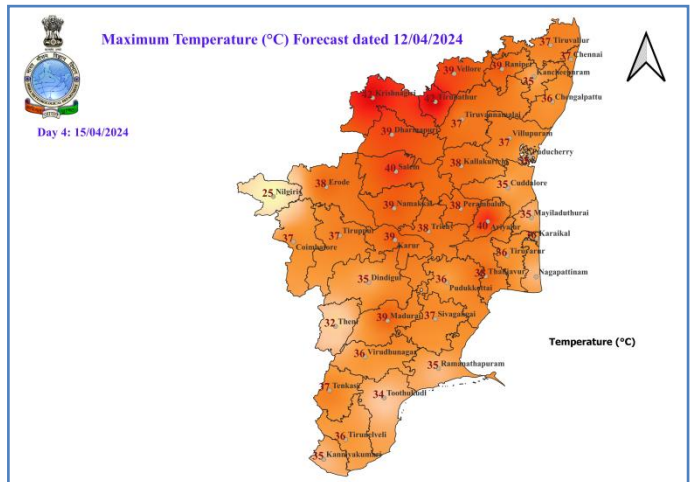 Maximum Temperature (°C) Forecast dated 12/04/2024
Day 4: 15/04/2024
37 Tiruvallur
37 Chennai
39 Vellore
39 Ranipet
35 Kancheepuram
Krishnagiri
Tirupathur
36 Chengalpattu
37 Tiruvannamalai
39 Dharmapuri
37 Villupuram
Puducherry
40 Salem
38 Kallakurichi
38 Erode
25 Nilgiris
35 Cuddalore
39 Namakkal
38 Perambalur
35 Mayiladuthurai
40 Ariyalur
37 Coimbatore
37 Tiruppur
39 Karur
38 Trichy
Karaikal
36 Tiruvarur
35 Dindigul
36 Pudukkottai
38 Thanjavur
Nagapattinam
32 Theni
39 Madurai
37 Sivagangai
36 Virudhunagar
35 Ramanathapuram
Temperature (°C)
37 Tenkasi
34 Toothukudi
36 Tirunelveli
35 Kanniyakumari